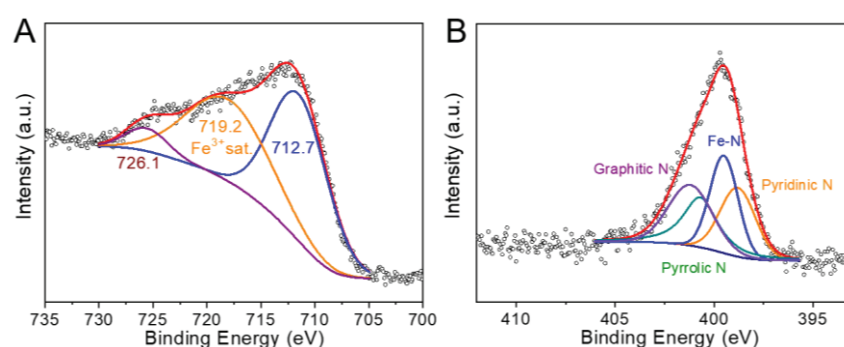 A
Intensity (a.u.)
726.1
719.2
Fe³⁺sat.
712.7
735 730 725 720 715 710 705 700
Binding Energy (eV)
B
Intensity (a.u.)
Graphitic N
Fe-N
Pyridinic N
Pyrrolic N
410 405 400 395
Binding Energy (eV)